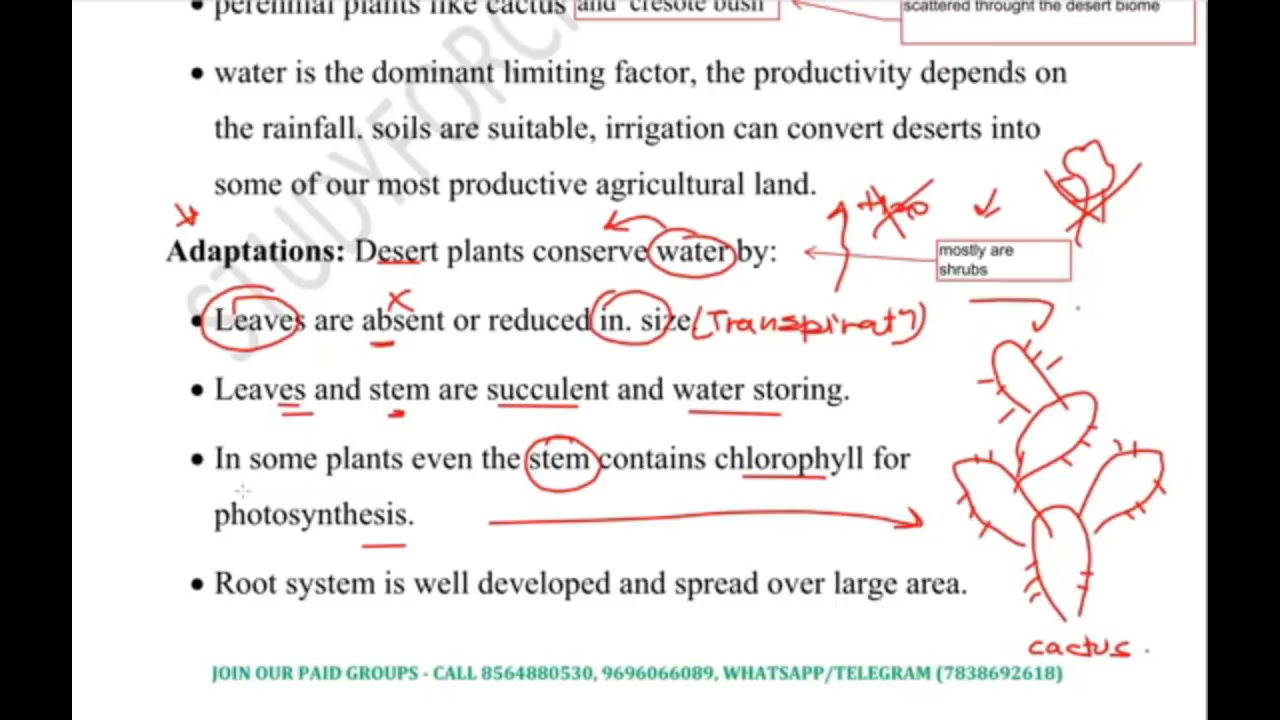 perennial plants like cactus and cresote bush
scattered throught the desert biome
• water is the dominant limiting factor, the productivity depends on
the rainfall. soils are suitable, irrigation can convert deserts into
some of our most productive agricultural land.
H20
Adaptations: Desert plants conserve water by:
mostly are
shrubs
• Leaves are absent or reduced in. size. (Transpirat
• Leaves and stem are succulent and water storing.
• In some plants even the stem contains chlorophyll for
photosynthesis.
• Root system is well developed and spread over large area.
cactus.
JOIN OUR PAID GROUPS - CALL 8564880530, 9696066089, WHATSAPP/TELEGRAM (7838692618)
STUDYFORC